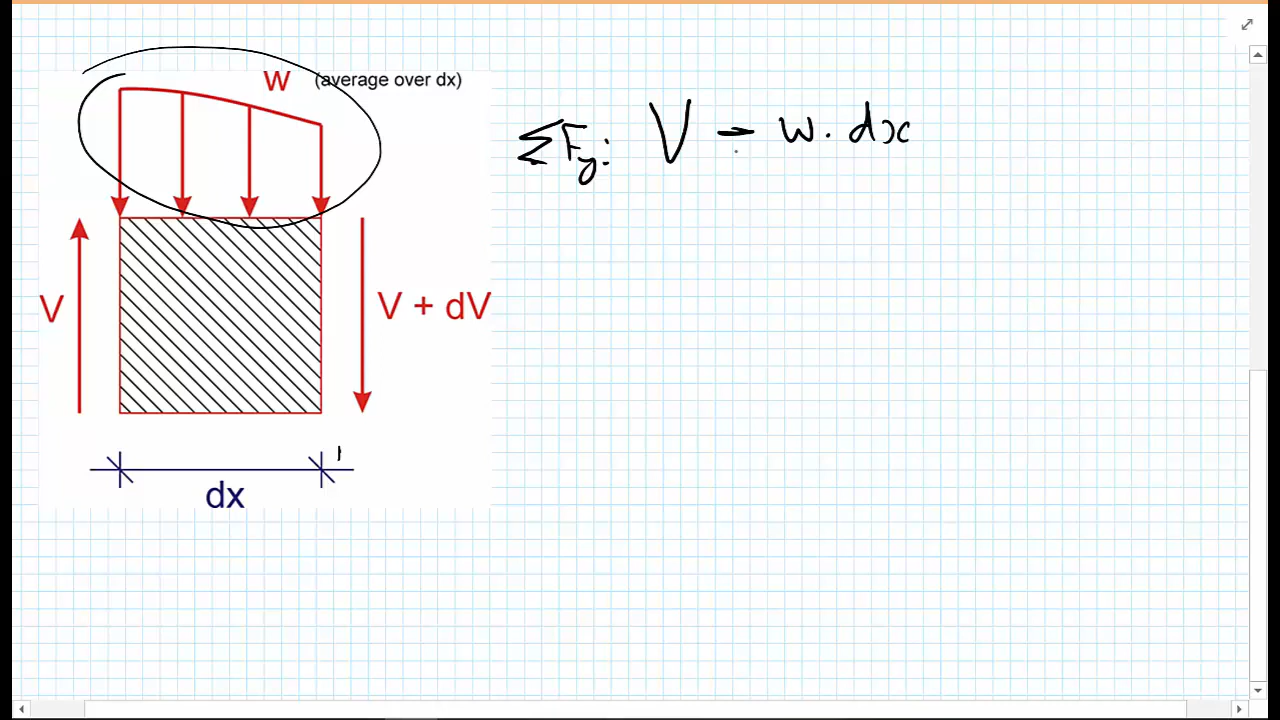 w (average over dx)
ΣFy: V - w. dx
V
V + dV
dx